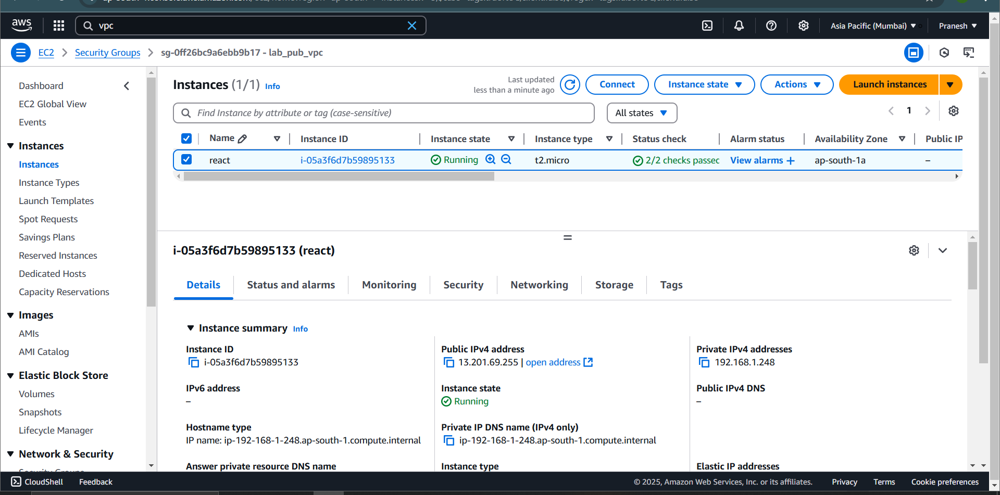 aws
vpc
Asia Pacific (Mumbai)
Pranesh
EC2
Security Groups
sg-0ff26bc9a6ebb9b17 - lab_pub_vpc
Dashboard
EC2 Global View
Events
Instances
Instances
Instance Types
Launch Templates
Spot Requests
Savings Plans
Reserved Instances
Dedicated Hosts
Capacity Reservations
Images
AMIs
AMI Catalog
Elastic Block Store
Volumes
Snapshots
Lifecycle Manager
Network & Security
Instances (1/1) Info
Last updated
less than a minute ago
Connect
Instance state
Actions
Launch instances
Find Instance by attribute or tag (case-sensitive)
All states
1
Name Instance ID Instance state Instance type Status check Alarm status Availability Zone Public IP
react i-05a3f6d7b59895133 Running t2.micro 2/2 checks passed View alarms + ap-south-1a –
i-05a3f6d7b59895133 (react)
Details Status and alarms Monitoring Security Networking Storage Tags
Instance summary Info
Instance ID
i-05a3f6d7b59895133
Public IPv4 address
13.201.69.255 | open address
Private IPv4 addresses
192.168.1.248
IPv6 address
–
Instance state
Running
Public IPv4 DNS
–
Hostname type
IP name: ip-192-168-1-248.ap-south-1.compute.internal
Private IP DNS name (IPv4 only)
ip-192-168-1-248.ap-south-1.compute.internal
Answer private resource DNS name
Instance type
Elastic IP addresses
CloudShell
Feedback
© 2025, Amazon Web Services, Inc. or its affiliates.
Privacy
Terms
Cookie preferences